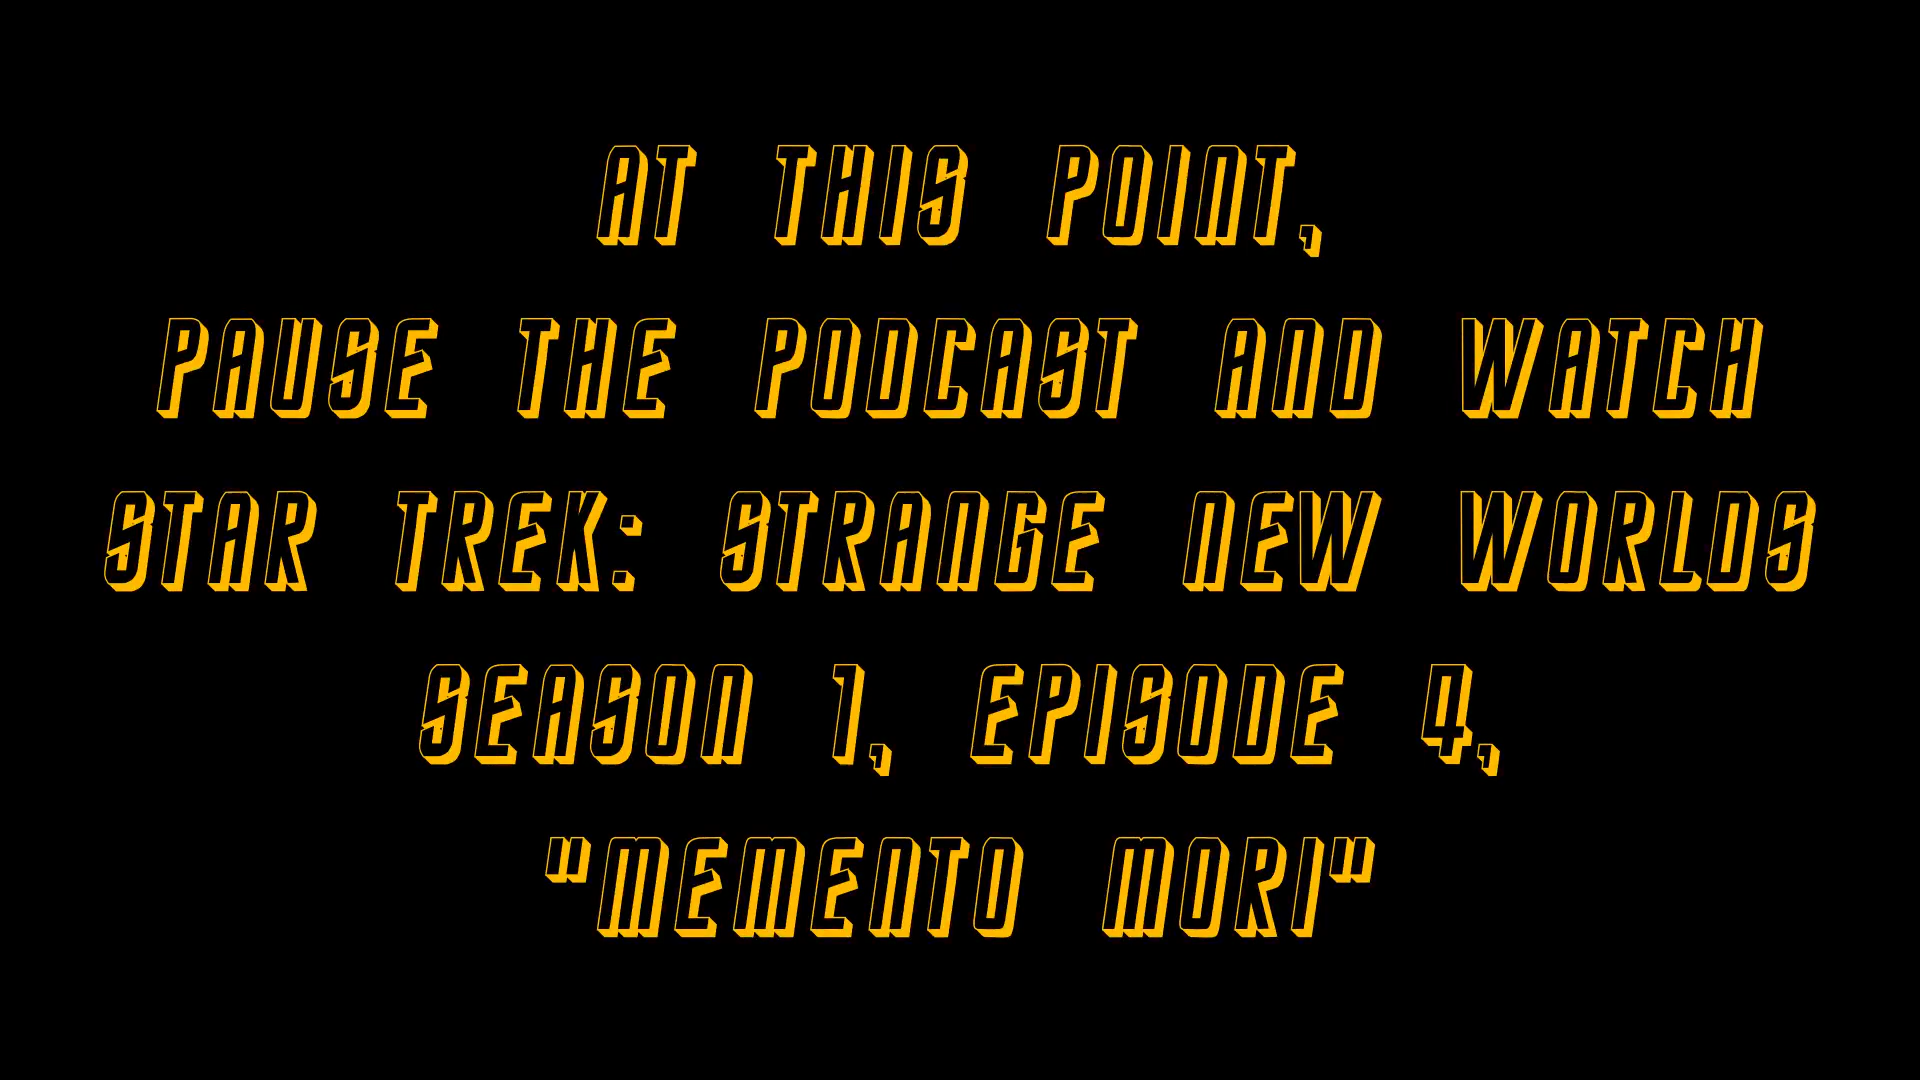 AT THIS POINT,
PAUSE THE PODCAST AND WATCH
STAR TREK: STRANGE NEW WORLDS
SEASON 1, EPISODE 4,
"MEMENTO MORI"